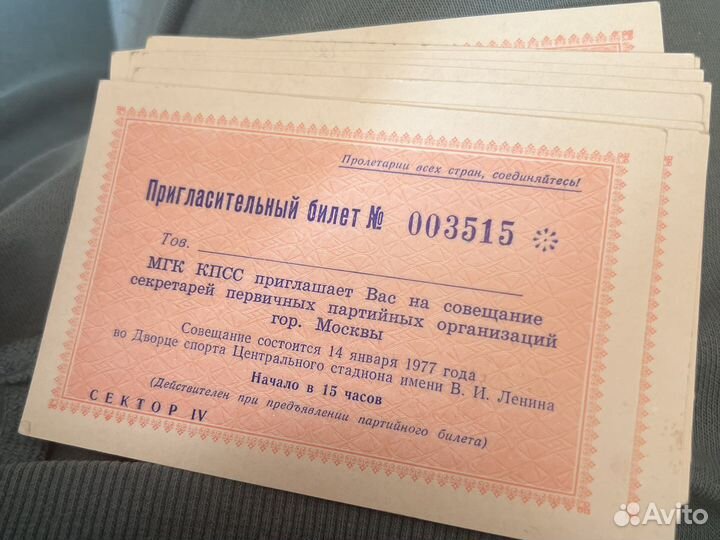 Пролетарии всех стран, соединяйтесь!
Пригласительный билет № 003515
Тов.
МГК КПСС приглашает Вас на совещание
секретарей первичных партийных организаций
гор. Москвы
Совещание состоится 14 января 1977 года
во Дворце спорта Центрального стадиона имени В. И. Ленина
Начало в 15 часов
(Действителен при предъявлении партийного билета)
СЕКТОР IV
Avito